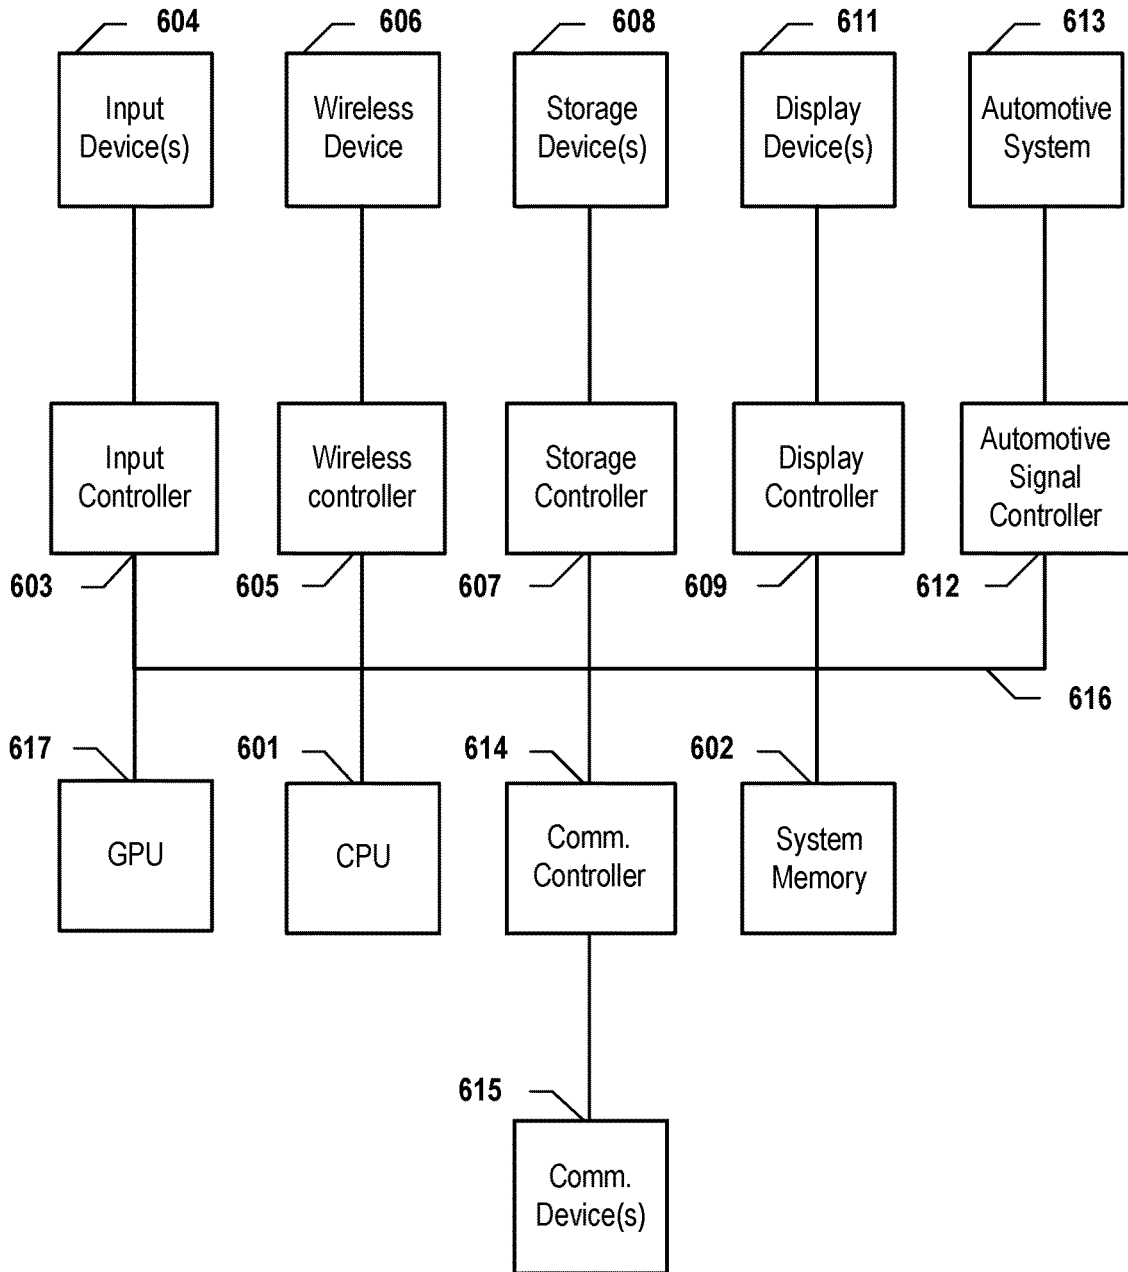 604
606
608
611
613
Input
Device(s)
Wireless
Device
Storage
Device(s)
Display
Device(s)
Automotive
System
Input
Controller
Wireless
controller
Storage
Controller
Display
Controller
Automotive
Signal
Controller
603
605
607
609
612
616
617
601
614
602
GPU
CPU
Comm.
Controller
System
Memory
615
Comm.
Device(s)